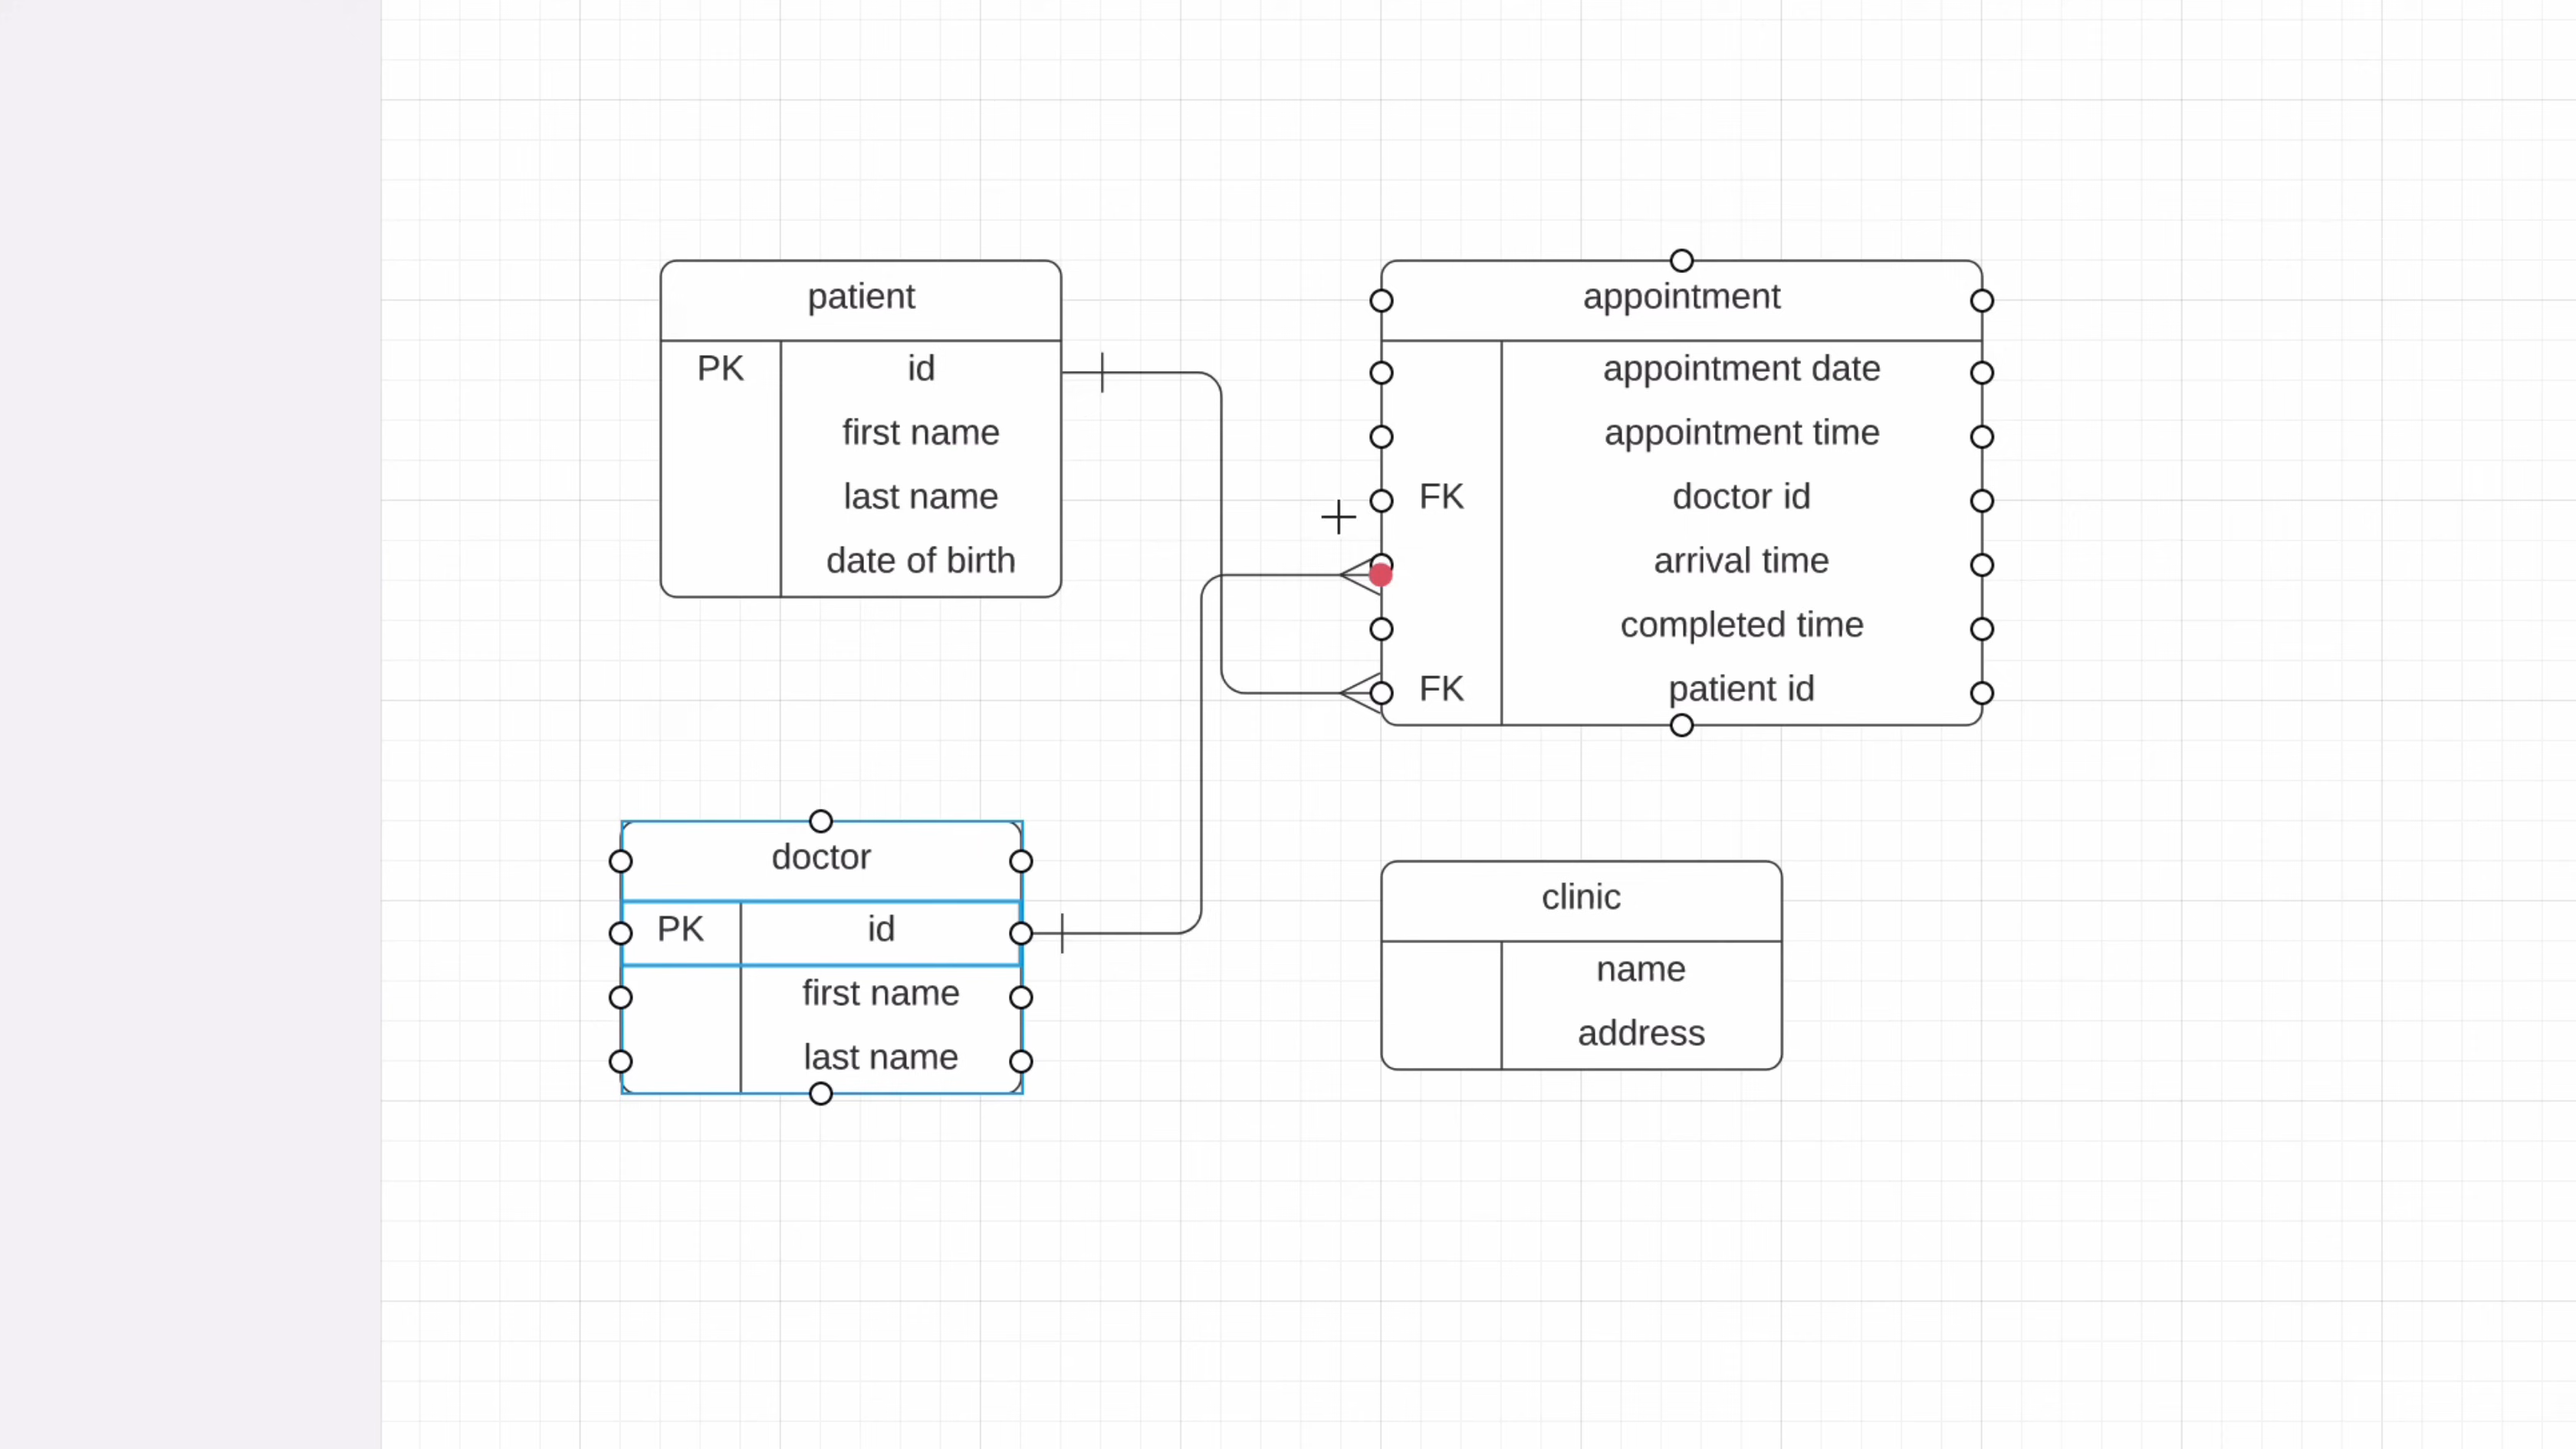 patient
PK id
first name
last name
date of birth
appointment
appointment date
appointment time
FK doctor id
arrival time
completed time
FK patient id
doctor
PK id
first name
last name
clinic
name
address